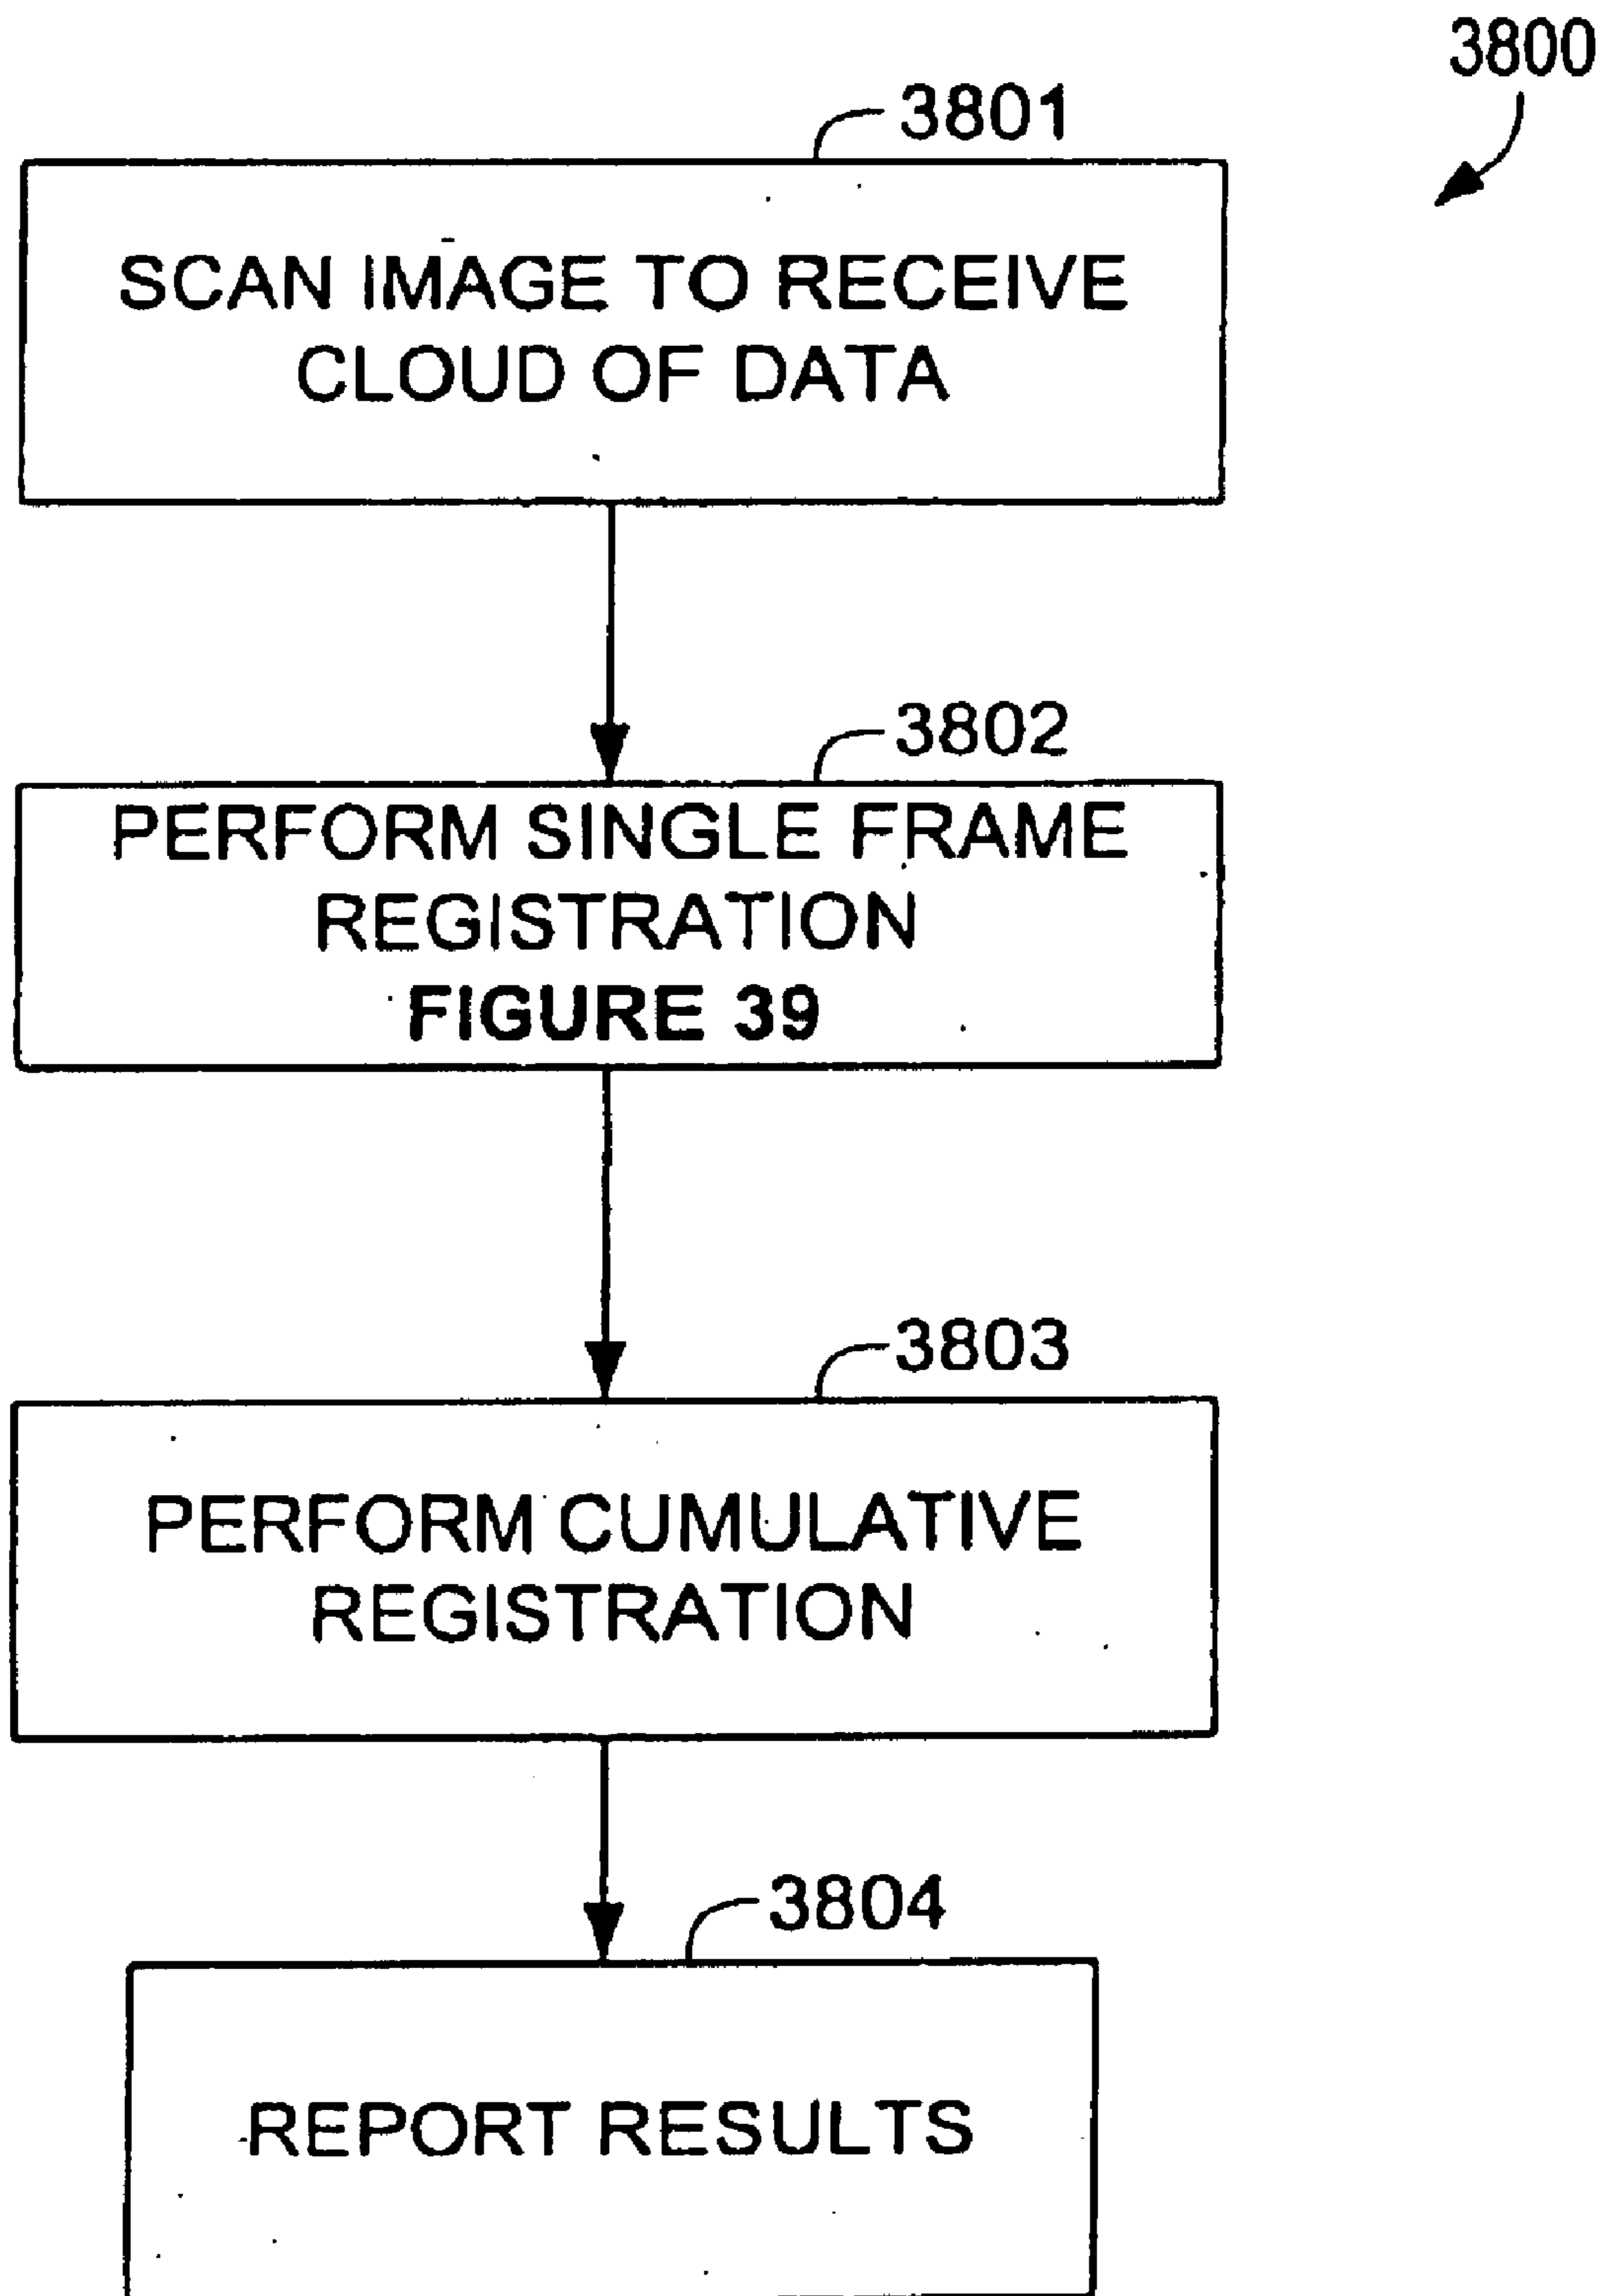 3800
3801
SCAN IMAGE TO RECEIVE
CLOUD OF DATA
3802
PERFORM SINGLE FRAME
REGISTRATION
FIGURE 39
3803
PERFORM CUMULATIVE
REGISTRATION
3804
REPORT RESULTS